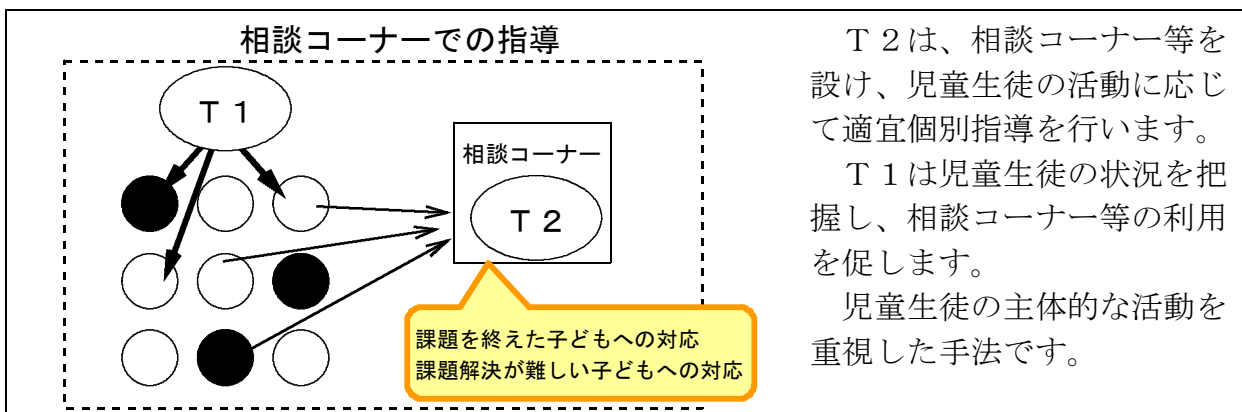 相談コーナーでの指導
T1
相談コーナー
T2
課題を終えた子どもへの対応
課題解決が難しい子どもへの対応
T2は、相談コーナー等を
設け、児童生徒の活動に応じ
て適宜個別指導を行います。
T1は児童生徒の状況を把
握し、相談コーナー等の利用
を促します。
児童生徒の主体的な活動を
重視した手法です。